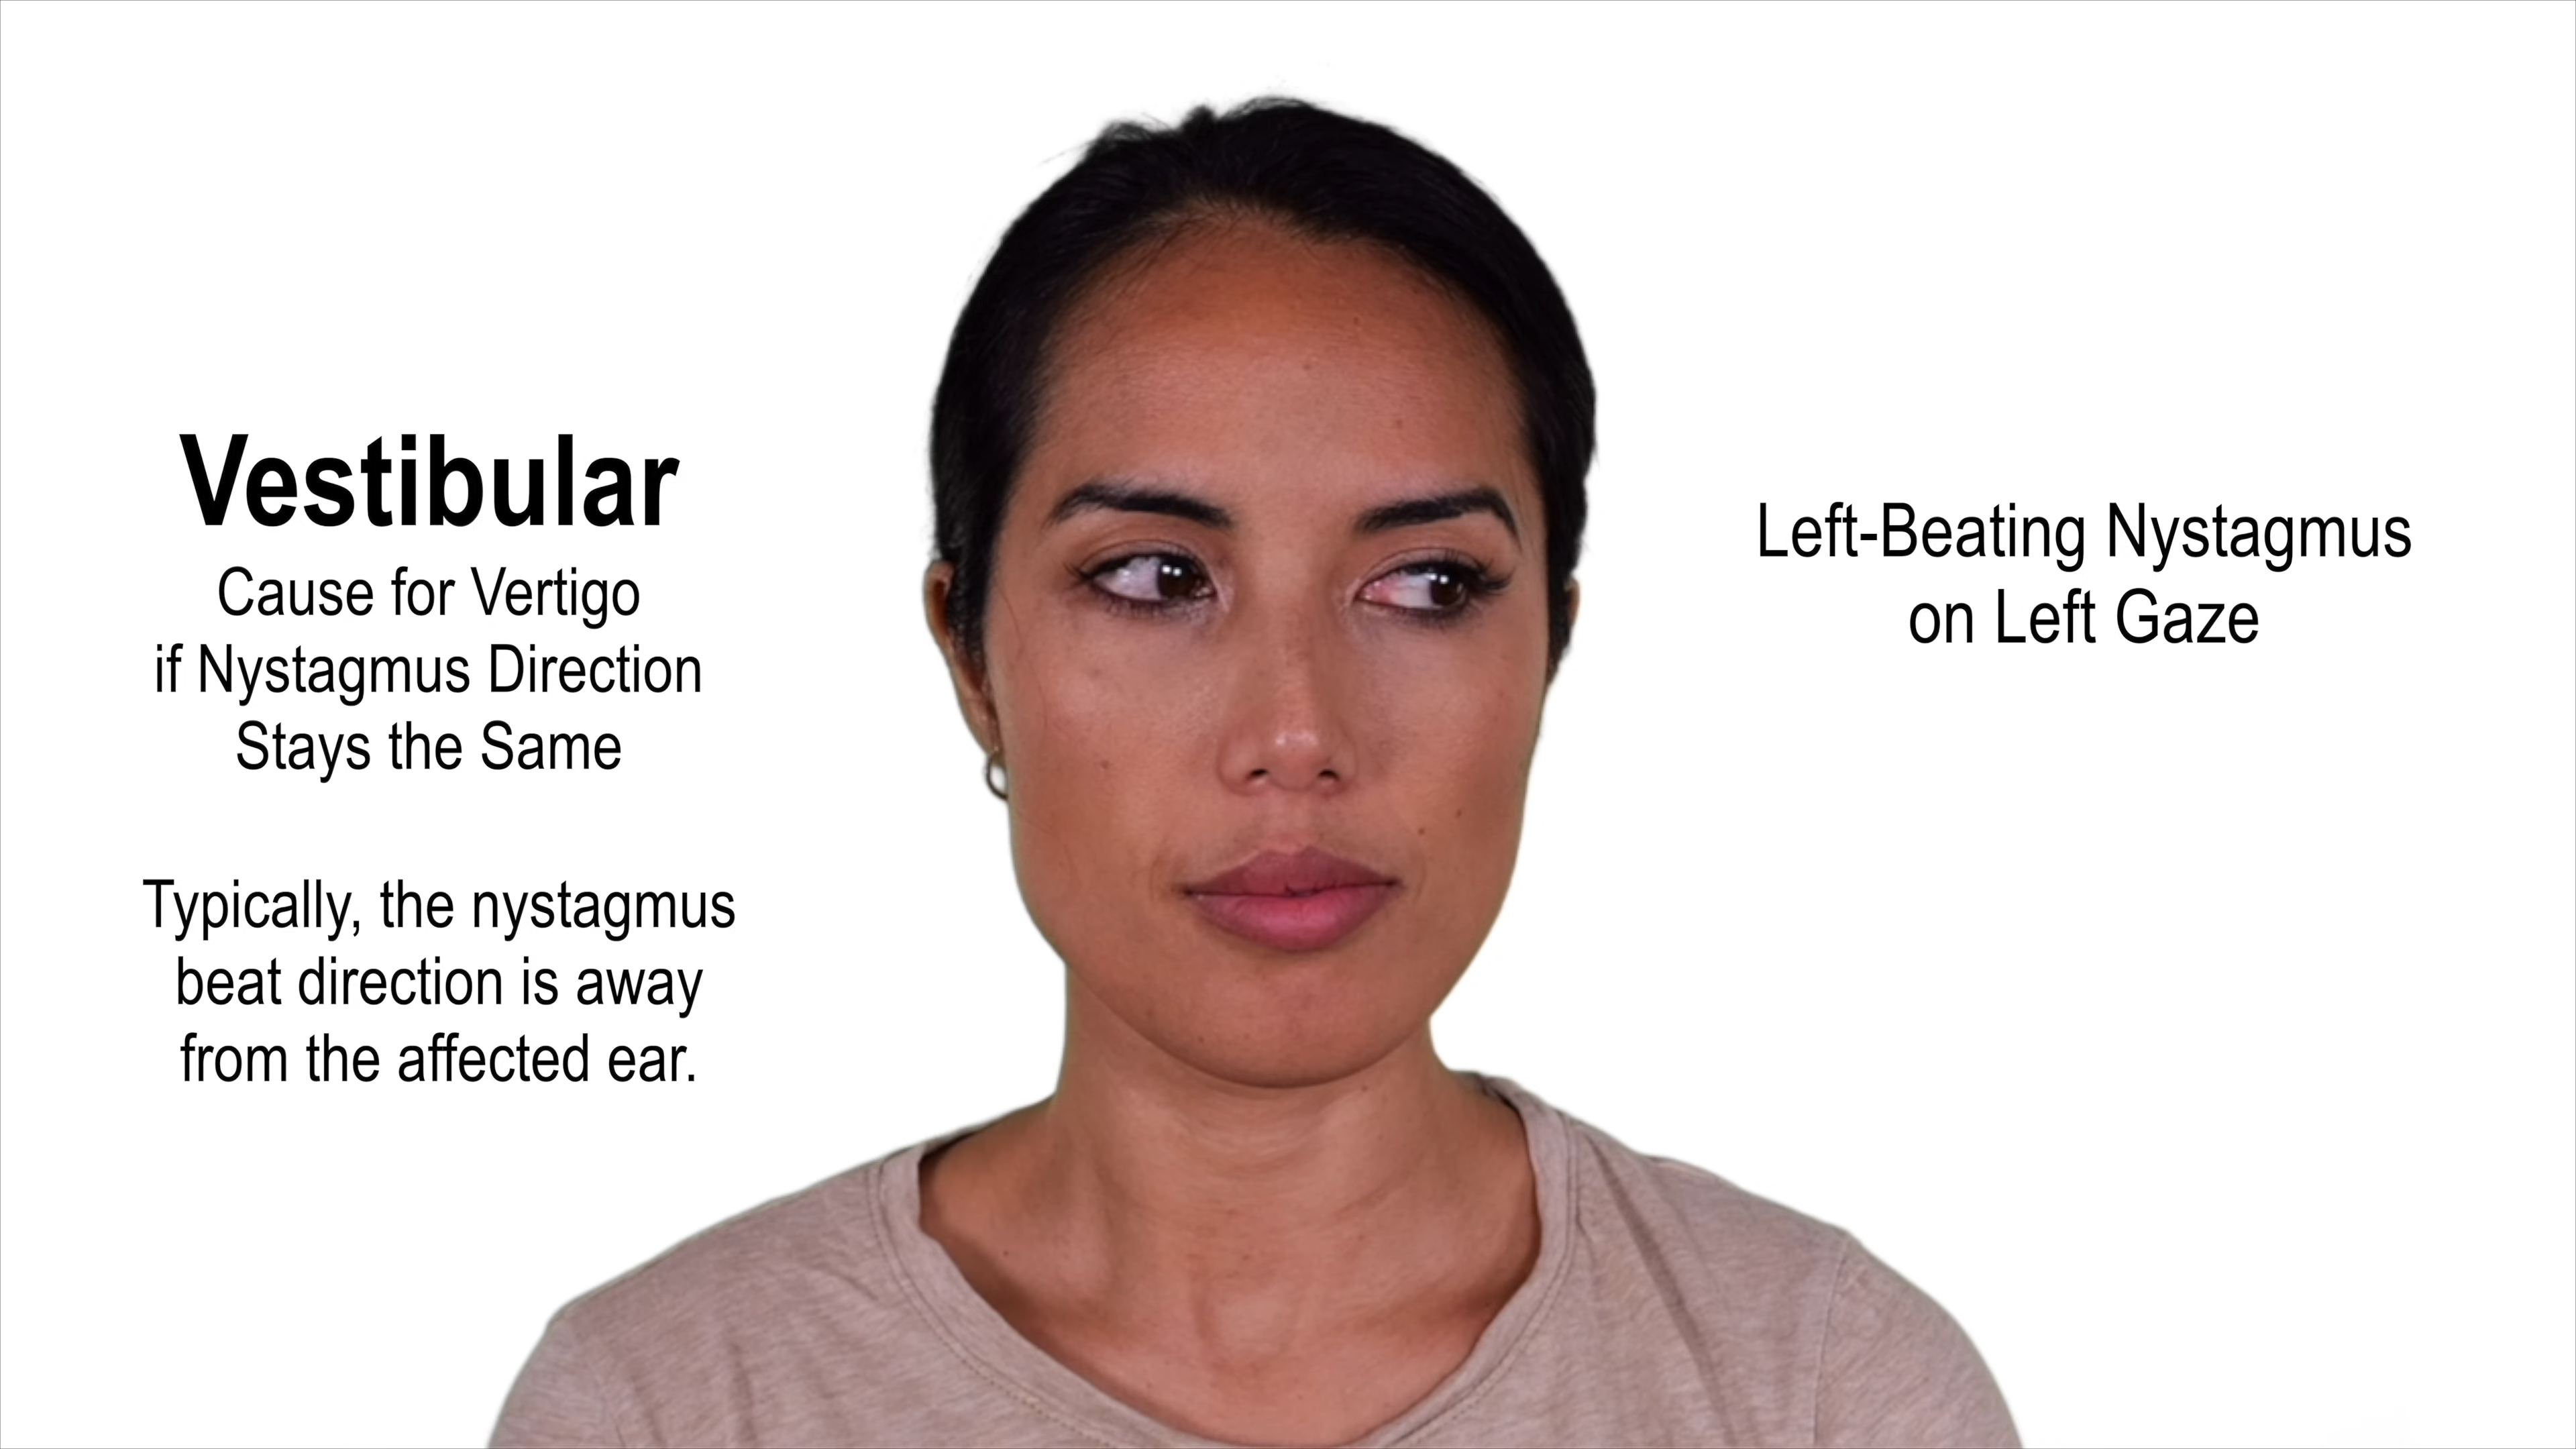 Vestibular
Cause for Vertigo
if Nystagmus Direction
Stays the Same
Typically, the nystagmus
beat direction is away
from the affected ear.
Left-Beating Nystagmus
on Left Gaze